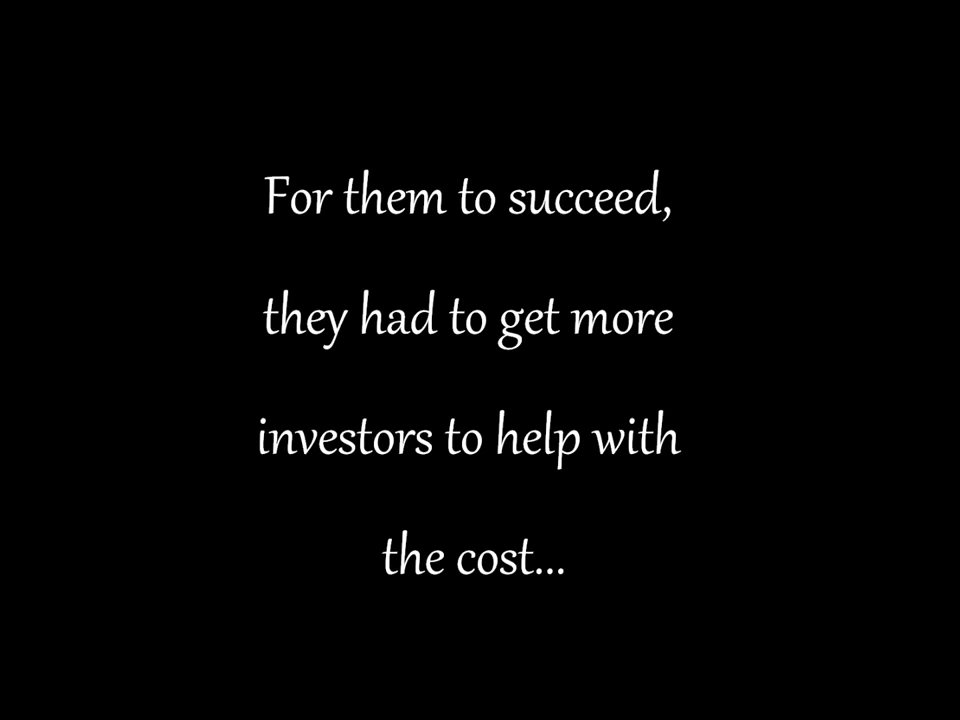 For them to succeed,
they had to get more
investors to help with
the cost...